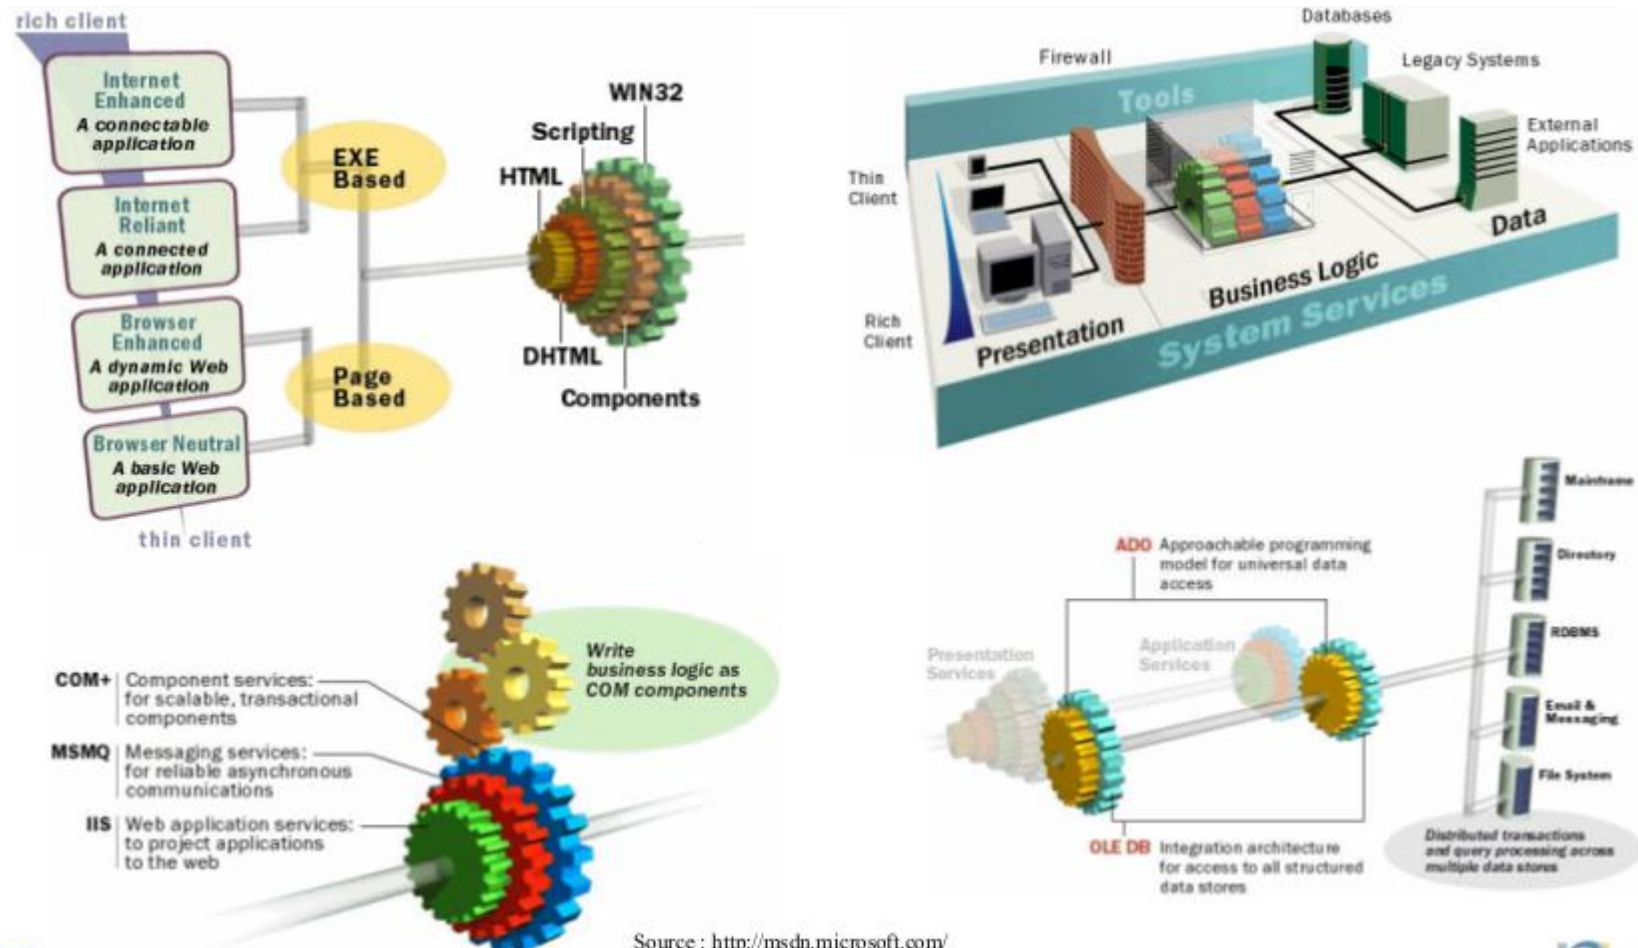 rich client
Internet
Enhanced
A connectable
application
Internet
Reliant
A connected
application
Browser
Enhanced
A dynamic Web
application
Browser Neutral
A basic Web
application
thin client
EXE
Based
Page
Based
WIN32
Scripting
HTML
DHTML
Components
Databases
Firewall
Legacy Systems
Tools
External
Applications
Thin
Client
Rich
Client
Presentation
Business Logic
Data
System Services
COM+ Component services:
for scalable, transactional
components
MSMQ Messaging services:
for reliable asynchronous
communications
IIS Web application services:
to project applications
to the web
Write
business logic as
COM components
ADO Approachable programming
model for universal data
access
Presentation
Services
Application
Services
OLE DB Integration architecture
for access to all structured
data stores
Mainframe
Directory
RDBMS
Email &
Messaging
File System
Distributed transactions
and query processing across
multiple data stores
Source : http://msdn.microsoft.com/